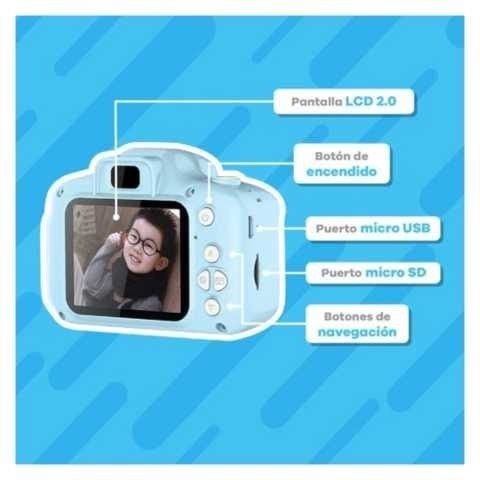 Pantalla LCD 2.0
Botón de
encendido
Puerto micro USB
Puerto micro SD
Botones de
navegación